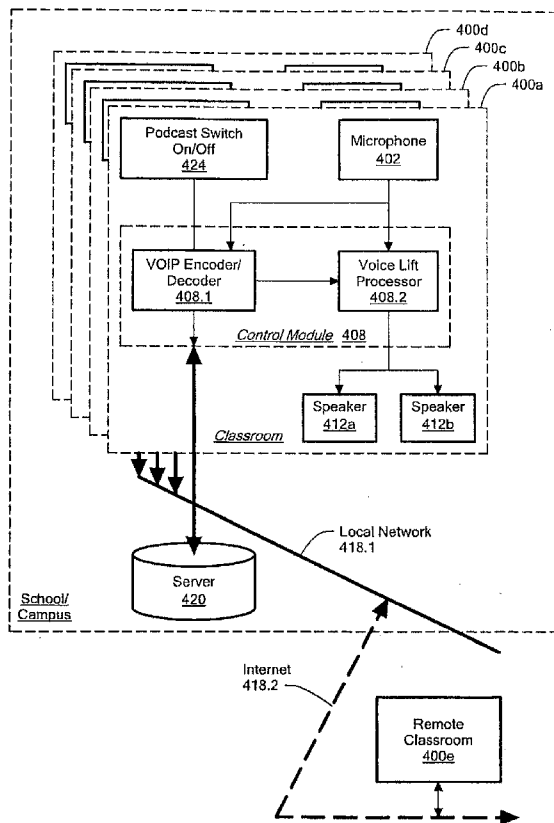 400d
400c
400b
400a
Podcast Switch
On/Off
424
Microphone
402
VOIP Encoder/
Decoder
408.1
Voice Lift
Processor
408.2
Control Module 408
Speaker
412a
Speaker
412b
Classroom
Local Network
418.1
Server
420
School/
Campus
Internet
418.2
Remote
Classroom
400e